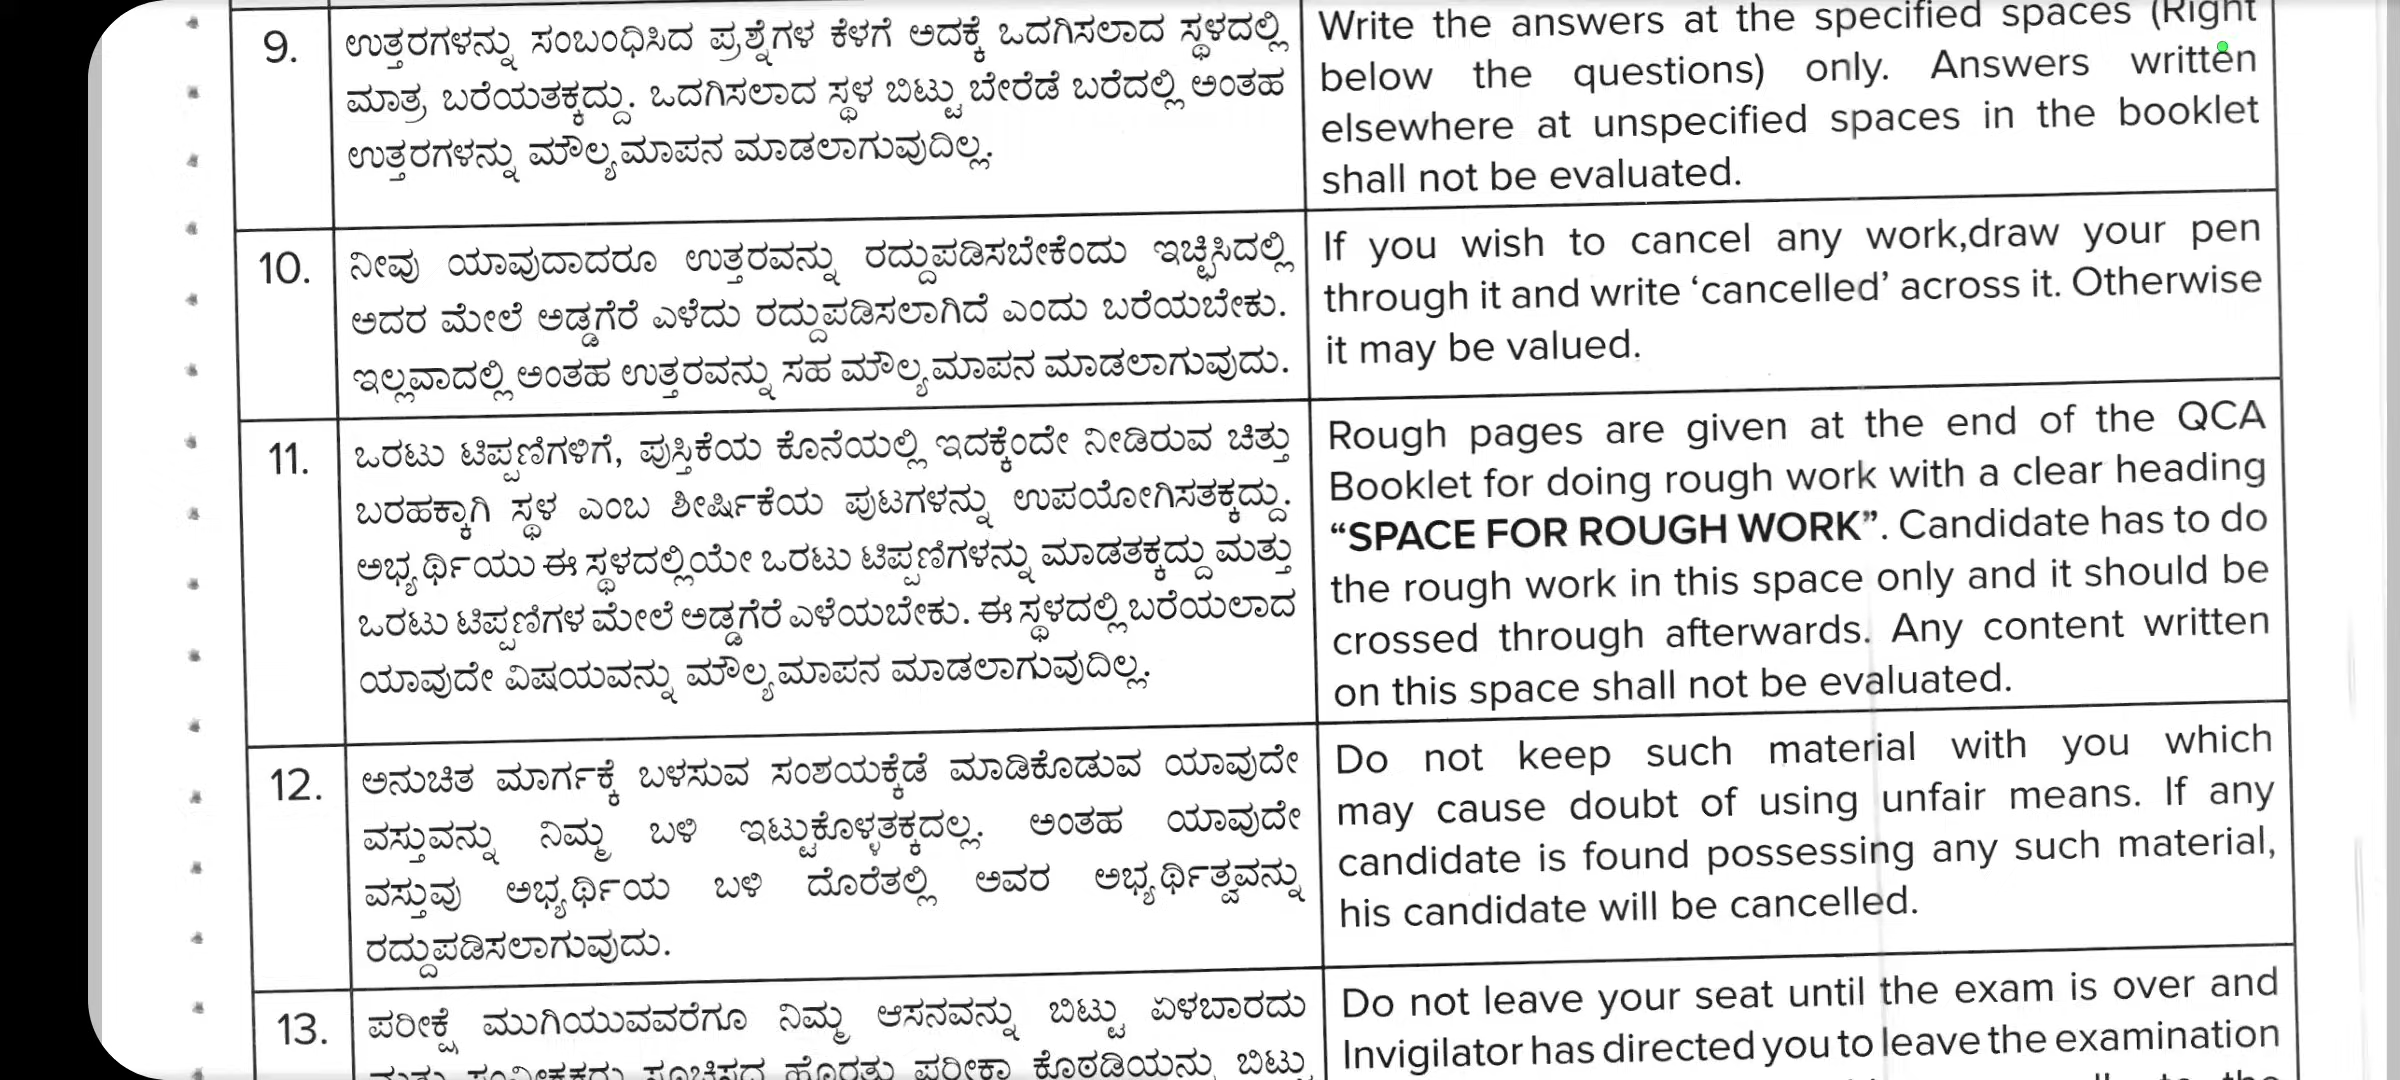 9.
ಉತ್ತರಗಳನ್ನು ಸಂಬಂಧಿಸಿದ ಪ್ರಶ್ನೆಗಳ ಕೆಳಗೆ ಅದಕ್ಕೆ ಒದಗಿಸಲಾದ ಸ್ಥಳದಲ್ಲಿ
ಮಾತ್ರ ಬರೆಯತಕ್ಕದ್ದು. ಒದಗಿಸಲಾದ ಸ್ಥಳ ಬಿಟ್ಟು ಬೇರೆಡೆ ಬರೆದಲ್ಲಿ ಅಂತಹ
ಉತ್ತರಗಳನ್ನು ಮೌಲ್ಯಮಾಪನ ಮಾಡಲಾಗುವುದಿಲ್ಲ.
Write the answers at the specified spaces (Right
below the questions) only. Answers written
elsewhere at unspecified spaces in the booklet
shall not be evaluated.
10.
ನೀವು ಯಾವುದಾದರೂ ಉತ್ತರವನ್ನು ರದ್ದುಪಡಿಸಬೇಕೆಂದು ಇಚ್ಛಿಸಿದಲ್ಲಿ
ಅದರ ಮೇಲೆ ಅಡ್ಡಗೆರೆ ಎಳೆದು ರದ್ದುಪಡಿಸಲಾಗಿದೆ ಎಂದು ಬರೆಯಬೇಕು.
ಇಲ್ಲವಾದಲ್ಲಿ ಅಂತಹ ಉತ್ತರವನ್ನು ಸಹ ಮೌಲ್ಯಮಾಪನ ಮಾಡಲಾಗುವುದು.
If you wish to cancel any work,draw your pen
through it and write ‘cancelled’ across it. Otherwise
it may be valued.
11.
ಒರಟು ಟಿಪ್ಪಣಿಗಳಿಗೆ, ಪುಸ್ತಿಕೆಯ ಕೊನೆಯಲ್ಲಿ ಇದಕ್ಕೆಂದೇ ನೀಡಿರುವ ಚಿತ್ತು
ಬರಹಕ್ಕಾಗಿ ಸ್ಥಳ ಎಂಬ ಶೀರ್ಷಿಕೆಯ ಪುಟಗಳನ್ನು ಉಪಯೋಗಿಸತಕ್ಕದ್ದು.
ಅಭ್ಯರ್ಥಿಯು ಈ ಸ್ಥಳದಲ್ಲಿಯೇ ಒರಟು ಟಿಪ್ಪಣಿಗಳನ್ನು ಮಾಡತಕ್ಕದ್ದು ಮತ್ತು
ಒರಟು ಟಿಪ್ಪಣಿಗಳ ಮೇಲೆ ಅಡ್ಡಗೆರೆ ಎಳೆಯಬೇಕು. ಈ ಸ್ಥಳದಲ್ಲಿ ಬರೆಯಲಾದ
ಯಾವುದೇ ವಿಷಯವನ್ನು ಮೌಲ್ಯಮಾಪನ ಮಾಡಲಾಗುವುದಿಲ್ಲ.
Rough pages are given at the end of the QCA
Booklet for doing rough work with a clear heading
“SPACE FOR ROUGH WORK”. Candidate has to do
the rough work in this space only and it should be
crossed through afterwards. Any content written
on this space shall not be evaluated.
12.
ಅನುಚಿತ ಮಾರ್ಗಕ್ಕೆ ಬಳಸುವ ಸಂಶಯಕ್ಕೆಡೆ ಮಾಡಿಕೊಡುವ ಯಾವುದೇ
ವಸ್ತುವನ್ನು ನಿಮ್ಮ ಬಳಿ ಇಟ್ಟುಕೊಳ್ಳತಕ್ಕದಲ್ಲ. ಅಂತಹ ಯಾವುದೇ
ವಸ್ತುವು ಅಭ್ಯರ್ಥಿಯ ಬಳಿ ದೊರೆತಲ್ಲಿ ಅವರ ಅಭ್ಯರ್ಥಿತ್ವವನ್ನು
ರದ್ದುಪಡಿಸಲಾಗುವುದು.
Do not keep such material with you which
may cause doubt of using unfair means. If any
candidate is found possessing any such material,
his candidate will be cancelled.
13.
ಪರೀಕ್ಷೆ ಮುಗಿಯುವವರೆಗೂ ನಿಮ್ಮ ಆಸನವನ್ನು ಬಿಟ್ಟು ಏಳಬಾರದು
ಮತ್ತು ಸಂವೀಕ್ಷಕರು ಸೂಚಿಸದ ಹೊರತು ಪರೀಕ್ಷಾ ಕೊಠಡಿಯನ್ನು ಬಿಟ್ಟು
Do not leave your seat until the exam is over and
Invigilator has directed you to leave the examination